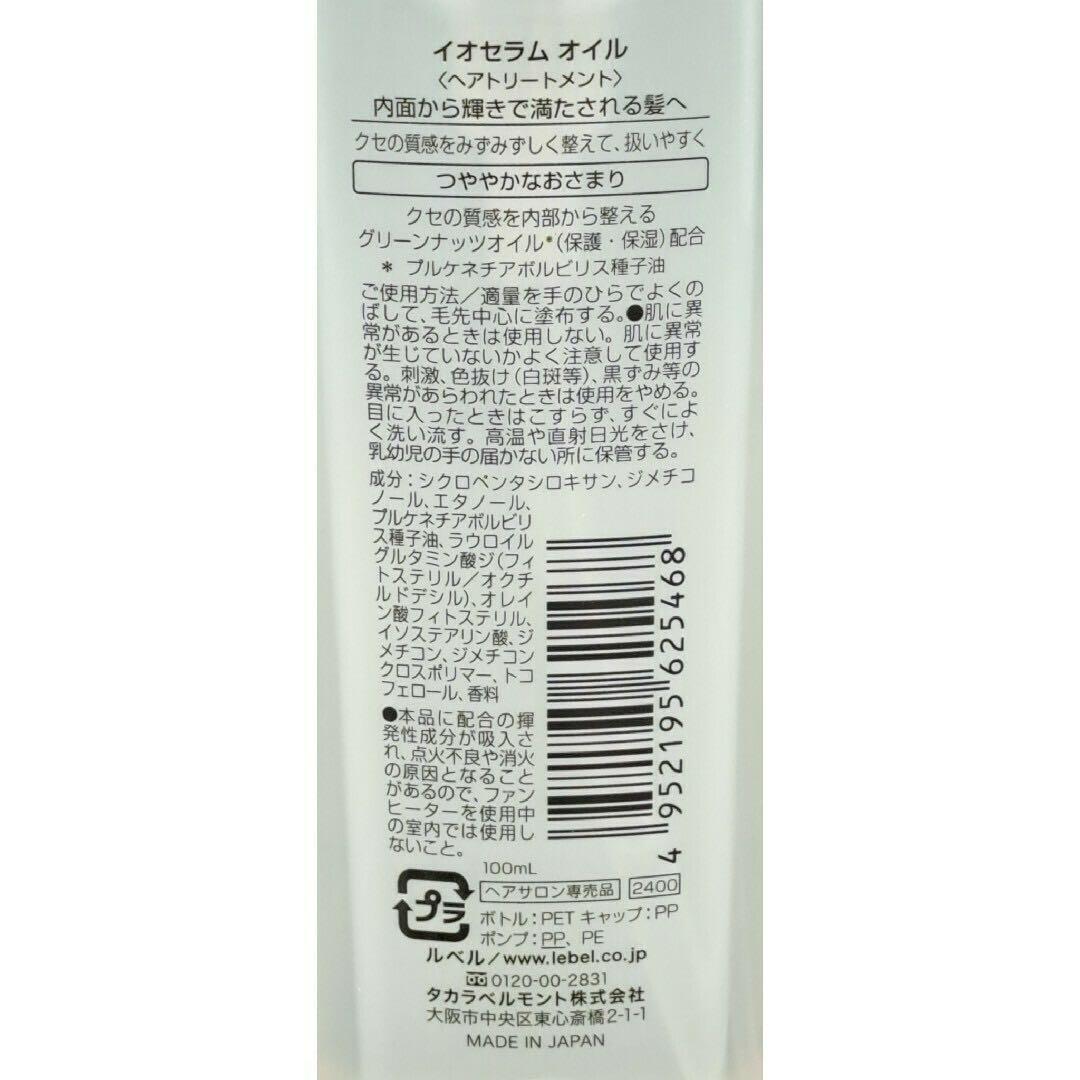 イオセラム オイル
〈ヘアトリートメント〉
内面から輝きで満たされる髪へ
クセの質感をみずみずしく整えて、扱いやすく
つややかなおさまり
クセの質感を内部から整える
グリーンナッツオイル*(保護・保湿)配合
* プルケネチアボルビリス種子油
ご使用方法／適量を手のひらでよくの
ばして、毛先中心に塗布する。●肌に異
常があるときは使用しない。肌に異常
が生じていないかよく注意して使用す
る。刺激、色抜け(白斑等)、黒ずみ等の
異常があらわれたときは使用をやめる。
目に入ったときはこすらず、すぐによ
く洗い流す。高温や直射日光をさけ、
乳幼児の手の届かない所に保管する。
成分：シクロペンタシロキサン、ジメチコ
ノール、エタノール、
プルケネチアボルビリ
ス種子油、ラウロイル
グルタミン酸ジ(フィ
トステリル／オクチ
ルドデシル)、オレイ
ン酸フィトステリル、
イソステアリン酸、ジ
メチコン、ジメチコン
クロスポリマー、トコ
フェロール、香料
●本品に配合の揮
発性成分が吸入さ
れ、点火不良や消火
の原因となること
があるので、ファン
ヒーターを使用中
の室内では使用し
ないこと。
4 952195 625468
100mL
プラ
ヘアサロン専売品 2400
ボトル：PET キャップ：PP
ポンプ：PP、PE
ルベル／www.lebel.co.jp
0120-00-2831
タカラベルモント株式会社
大阪市中央区東心斎橋2-1-1
MADE IN JAPAN